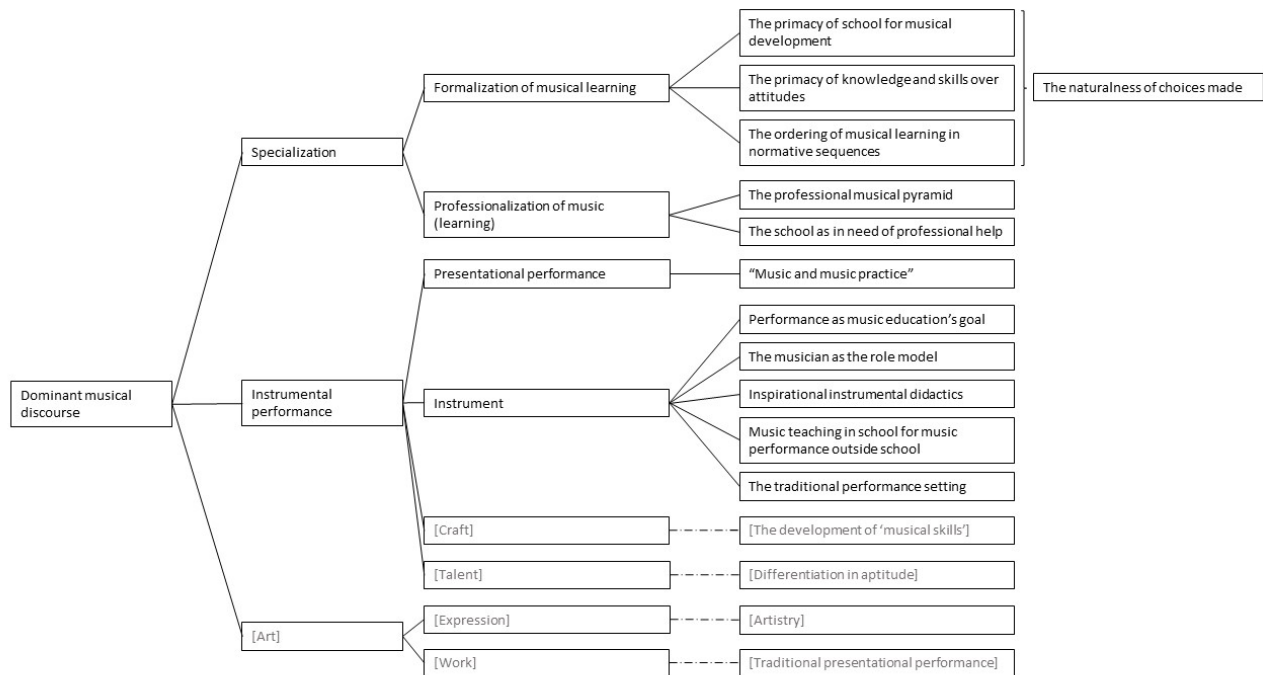 The primacy of school for musical
development
Formalization of musical learning
The primacy of knowledge and skills over
attitudes
The naturalness of choices made
The ordering of musical learning in
normative sequences
Specialization
Professionalization of music
(learning)
The professional musical pyramid
The school as in need of professional help
Presentational performance
“Music and music practice”
Performance as music education’s goal
The musician as the role model
Dominant musical
discourse
Instrumental
performance
Instrument
Inspirational instrumental didactics
Music teaching in school for music
performance outside school
The traditional performance setting
[Craft]
[The development of ‘musical skills’]
[Talent]
[Differentiation in aptitude]
[Art]
[Expression]
[Artistry]
[Work]
[Traditional presentational performance]